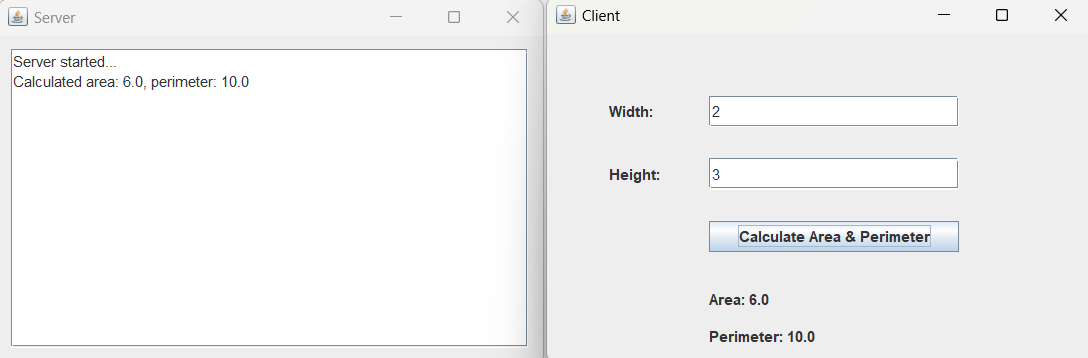 Server
Server started...
Calculated area: 6.0, perimeter: 10.0
Client
Width: 2
Height: 3
Calculate Area & Perimeter
Area: 6.0
Perimeter: 10.0